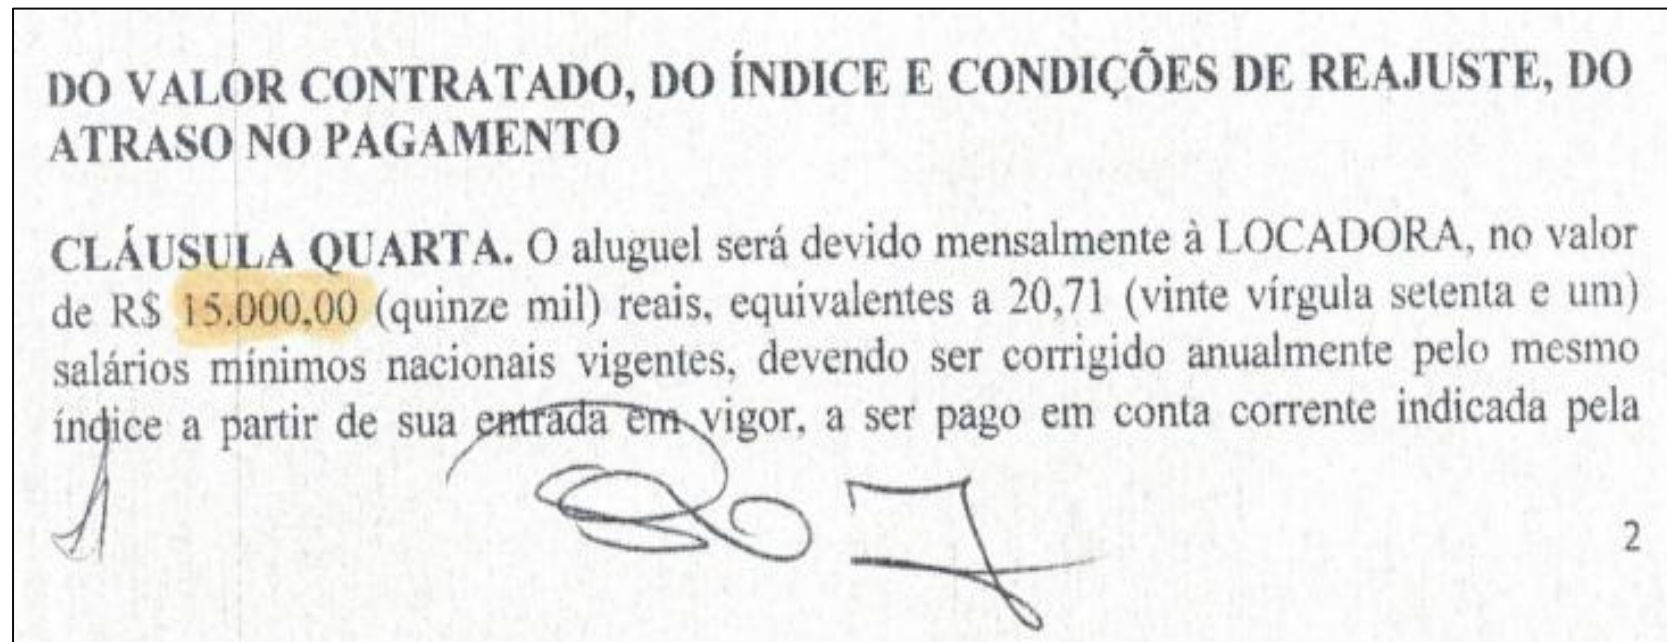 DO VALOR CONTRATADO, DO ÍNDICE E CONDIÇÕES DE REAJUSTE, DO
ATRASO NO PAGAMENTO
CLÁUSULA QUARTA. O aluguel será devido mensalmente à LOCADORA, no valor
de R$ 15.000,00 (quinze mil) reais, equivalentes a 20,71 (vinte vírgula setenta e um)
salários mínimos nacionais vigentes, devendo ser corrigido anualmente pelo mesmo
índice a partir de sua entrada em vigor, a ser pago em conta corrente indicada pela
2